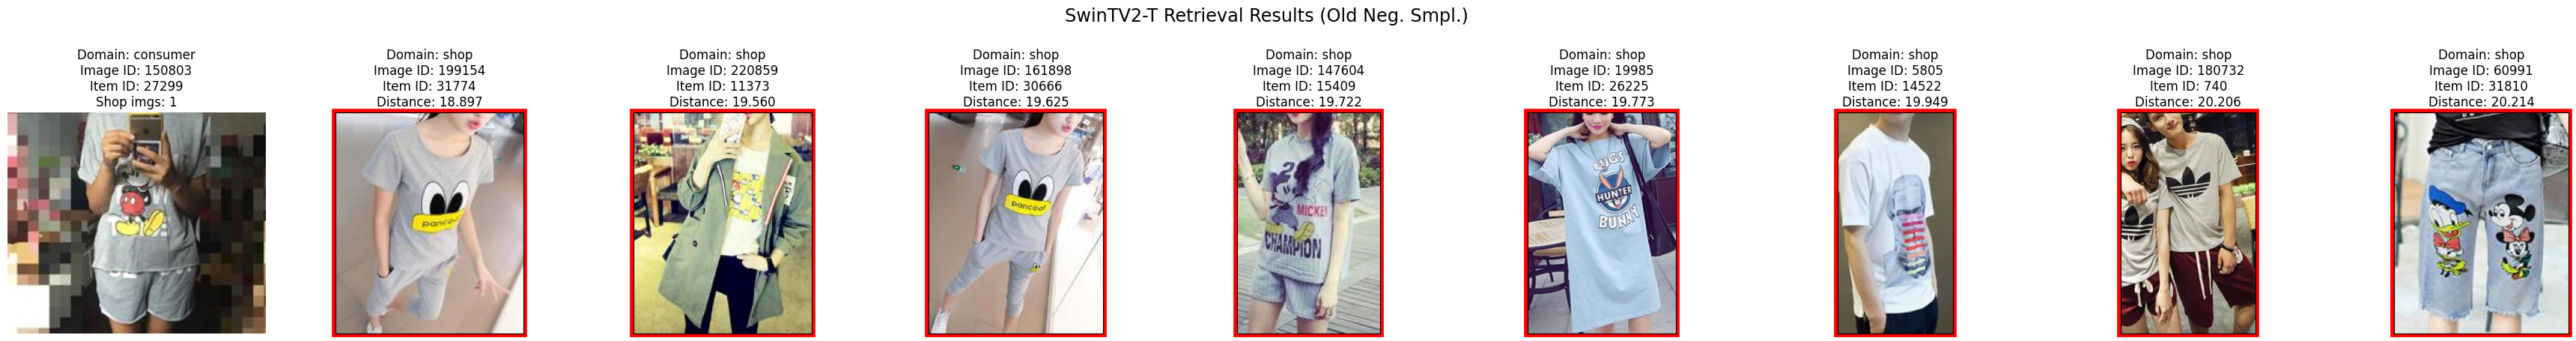 SwinTV2-T Retrieval Results (Old Neg. Smpl.)
Domain: consumer
Image ID: 150803
Item ID: 27299
Shop imgs: 1
Domain: shop
Image ID: 199154
Item ID: 31774
Distance: 18.897
Domain: shop
Image ID: 220859
Item ID: 11373
Distance: 19.560
Domain: shop
Image ID: 161898
Item ID: 30666
Distance: 19.625
Domain: shop
Image ID: 147604
Item ID: 15409
Distance: 19.722
Domain: shop
Image ID: 19985
Item ID: 26225
Distance: 19.773
Domain: shop
Image ID: 5805
Item ID: 14522
Distance: 19.949
Domain: shop
Image ID: 180732
Item ID: 740
Distance: 20.206
Domain: shop
Image ID: 60991
Item ID: 31810
Distance: 20.214
MICKEY
CHAMPION
BUGS
HUNTER
BUNNY